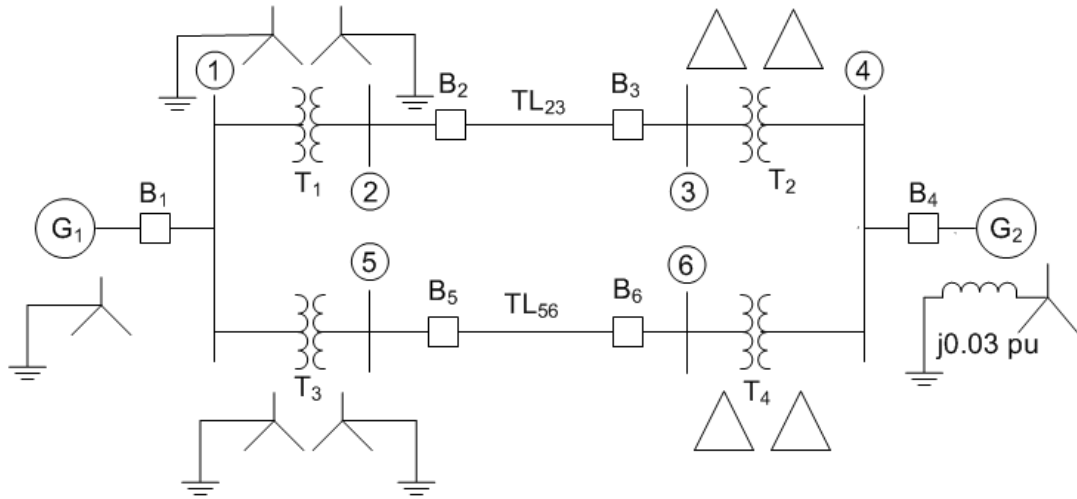 ①
④
B₂
TL₂₃
B₃
T₁
T₂
B₁
②
③
B₄
G₁
G₂
⑤
⑥
B₅
TL₅₆
B₆
j0.03 pu
T₃
T₄